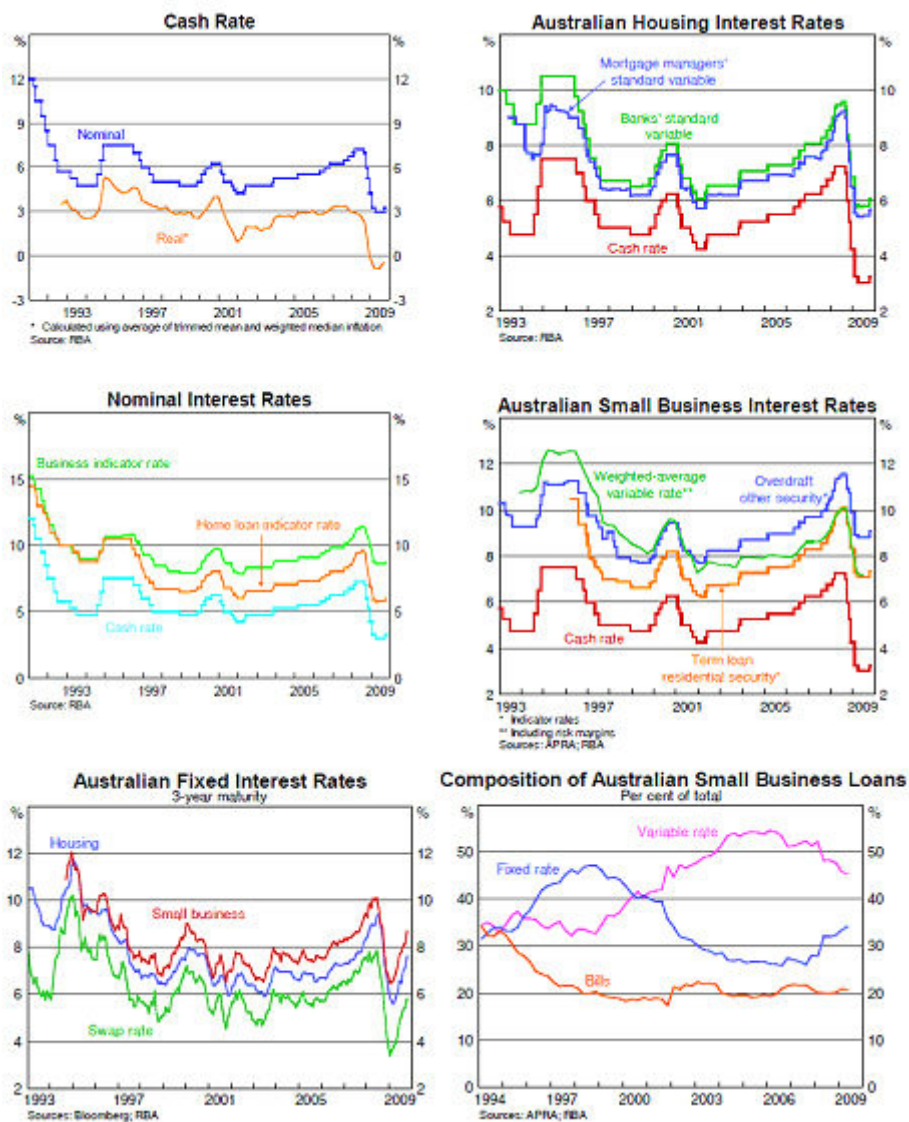 Cash Rate
%
%
12
12
9
9
Nominal
6
6
3
3
Real*
0
0
-3
-3
1993 1997 2001 2005 2009
* Calculated using average of trimmed mean and weighted median inflation
Source: RBA
Australian Housing Interest Rates
%
%
Mortgage managers'
standard variable
10
10
Banks' standard
variable
8
8
6
6
Cash rate
4
4
2
2
1993 1997 2001 2005 2009
Source: RBA
Nominal Interest Rates
%
%
Business indicator rate
15
15
Home loan indicator rate
10
10
5
5
Cash rate
0
0
1993 1997 2001 2005 2009
Source: RBA
Australian Small Business Interest Rates
%
%
12
12
Weighted-average
variable rate**
Overdraft
other security*
10
10
8
8
6
6
Cash rate
Term loan
residential security*
4
4
2
2
1993 1997 2001 2005 2009
* Indicator rates
** Including risk margins
Sources: APRA; RBA
Australian Fixed Interest Rates
3-year maturity
%
%
Housing
12
12
10
10
Small business
8
8
6
6
Swap rate
4
4
2
2
1993 1997 2001 2005 2009
Sources: Bloomberg; RBA
Composition of Australian Small Business Loans
Per cent of total
%
%
Variable rate
50
50
Fixed rate
40
40
30
30
Bills
20
20
10
10
0
0
1994 1997 2000 2003 2006 2009
Sources: APRA; RBA